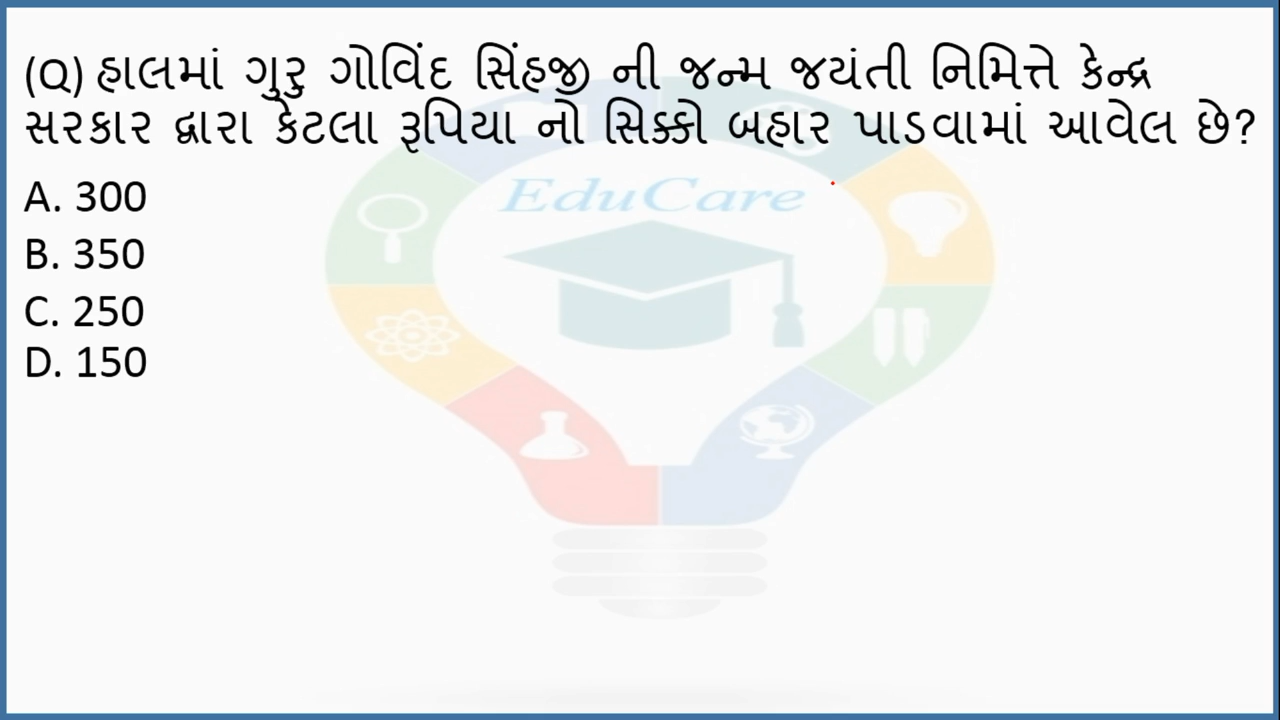 (Q) હાલમાં ગુરુ ગોવિંદ સિંહજી ની જન્મ જયંતી નિમિત્તે કેન્દ્ર
સરકાર દ્વારા કેટલા રૂપિયા નો સિક્કો બહાર પાડવામાં આવેલ છે?
A. 300
B. 350
C. 250
D. 150
EduCare